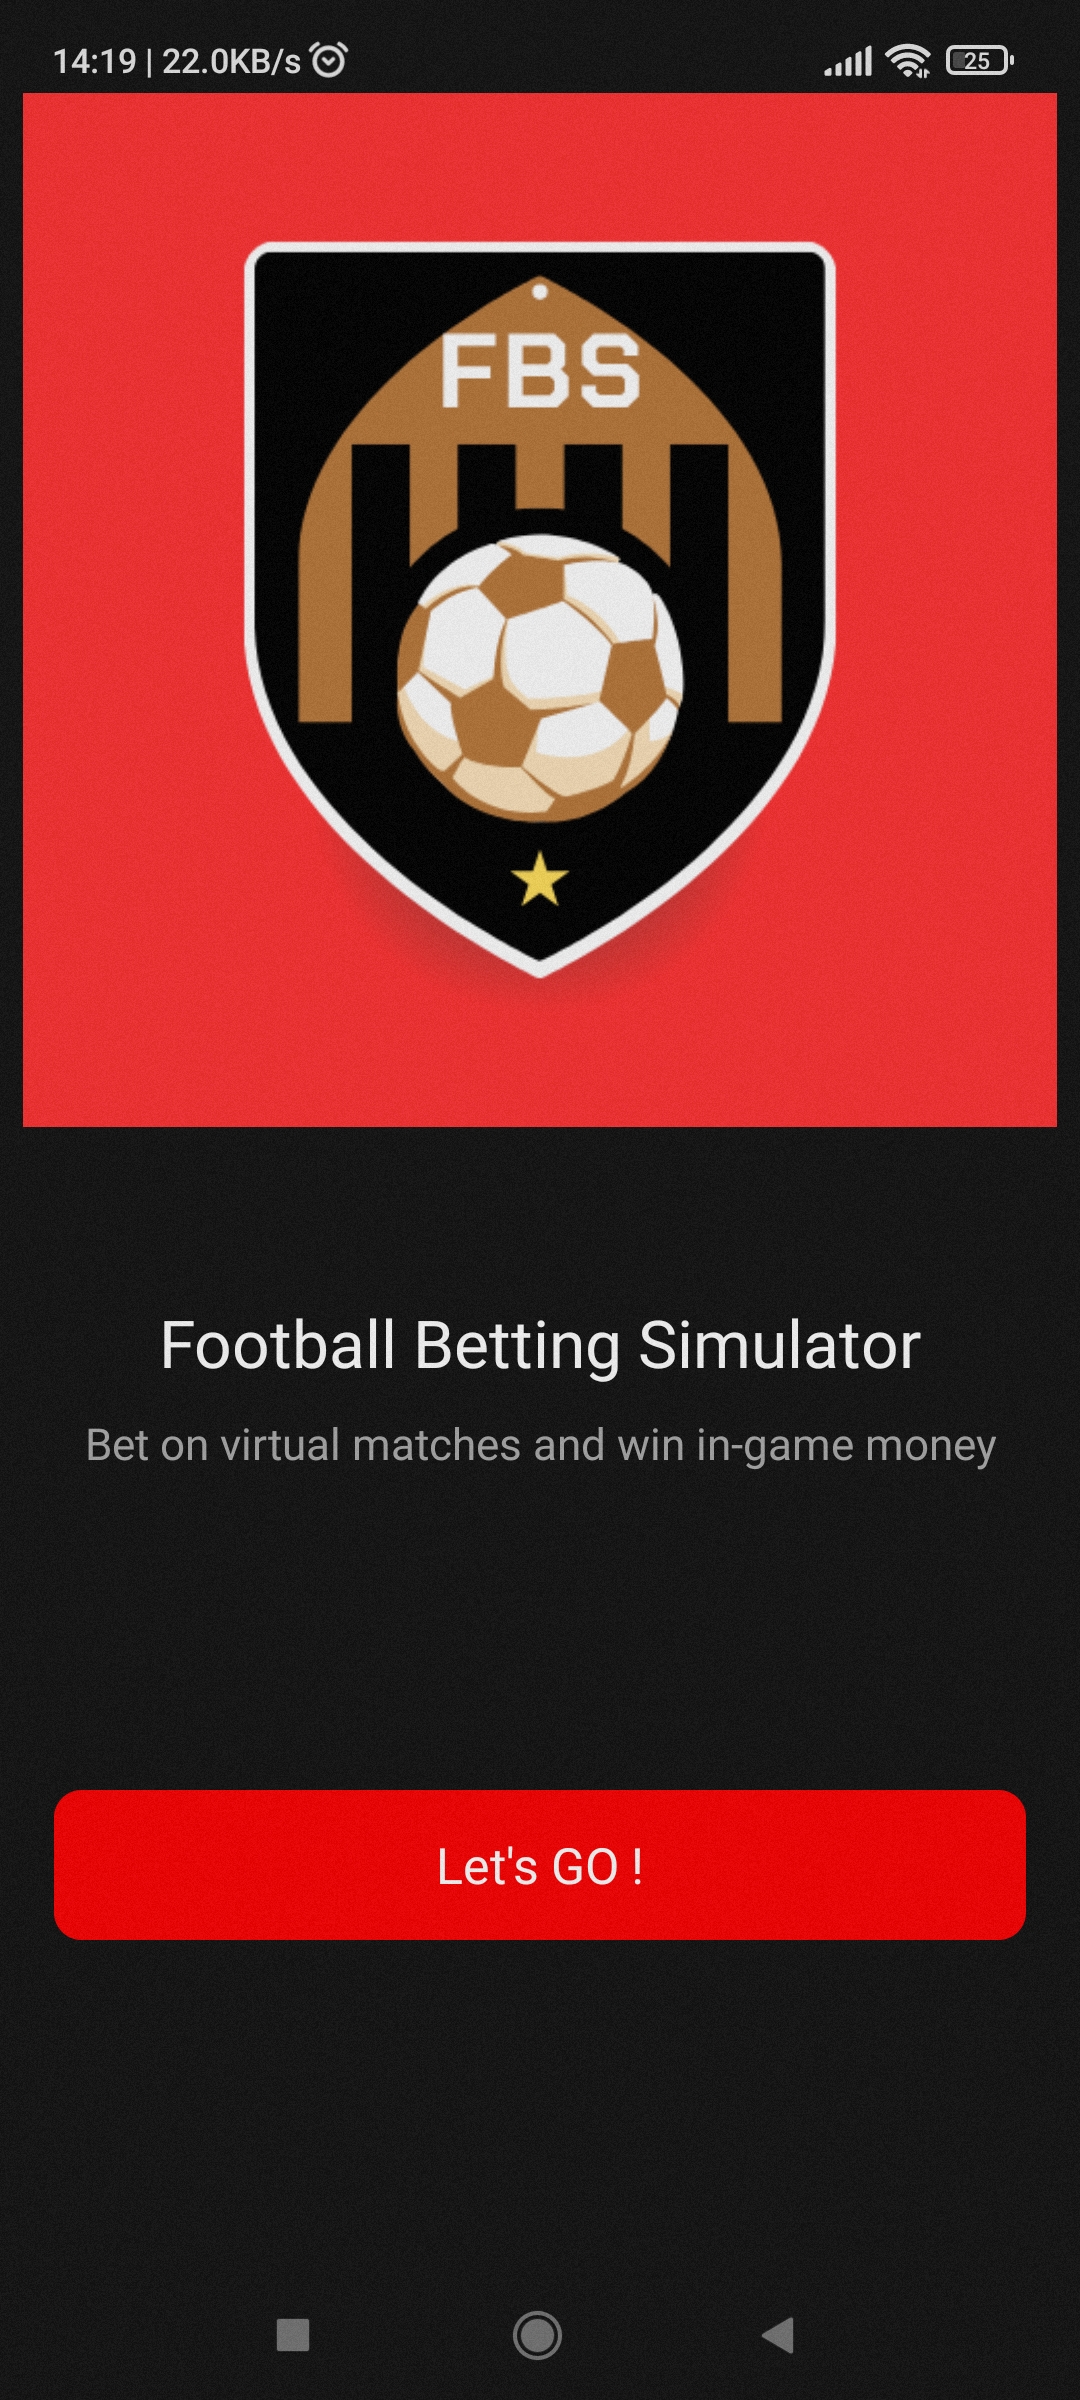 14:19 | 22.0KB/s
25
FBS
Football Betting Simulator
Bet on virtual matches and win in-game money
Let's GO !